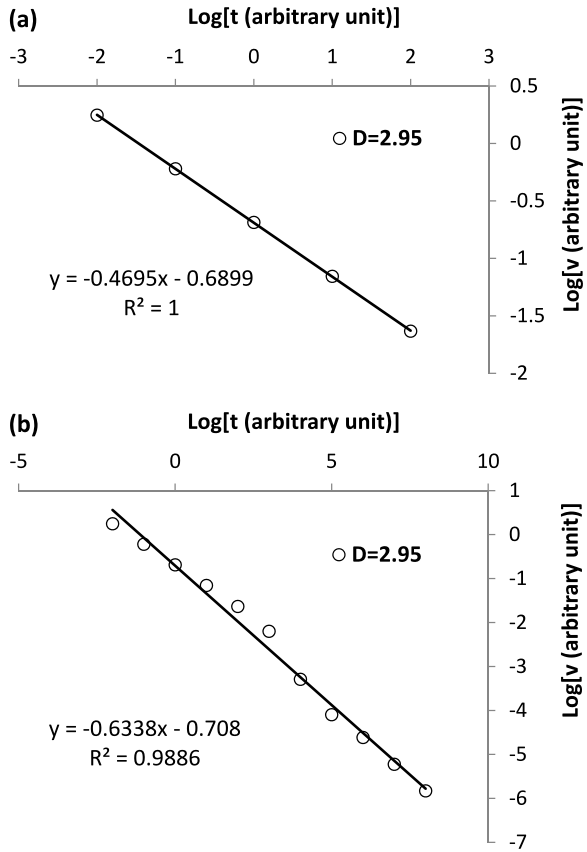 (a)
Log[t (arbitrary unit)]
-3 -2 -1 0 1 2 3
0.5
0
-0.5
-1
-1.5
-2
Log[v (arbitrary unit)]
D=2.95
y = -0.4695x - 0.6899
R² = 1
(b)
Log[t (arbitrary unit)]
-5 0 5 10
1
0
-1
-2
-3
-4
-5
-6
-7
Log[v (arbitrary unit)]
D=2.95
y = -0.6338x - 0.708
R² = 0.9886